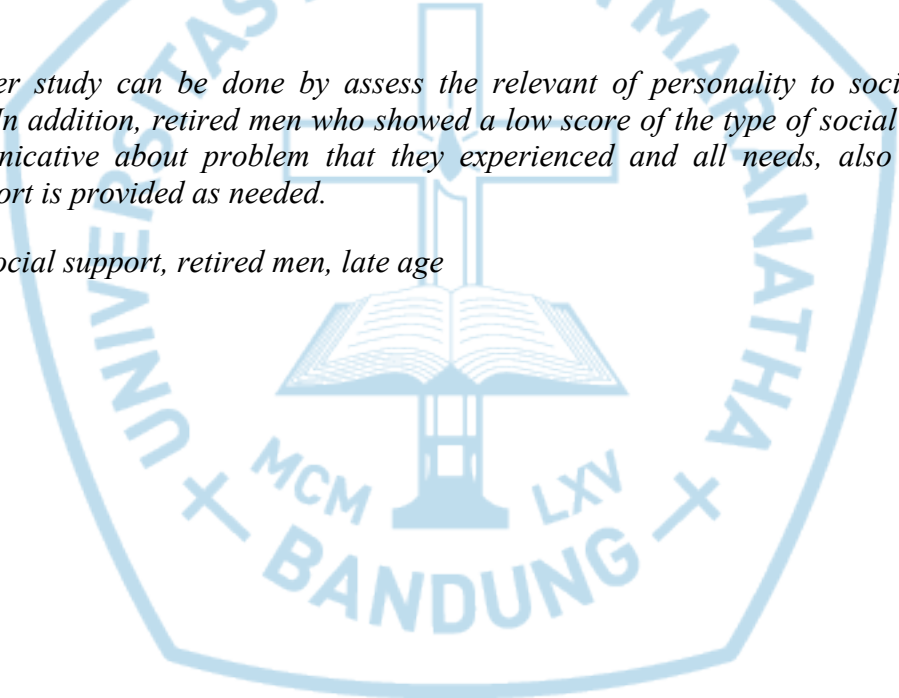 er study can be done by assess the relevant of personality to soci
In addition, retired men who showed a low score of the type of social
nicative about problem that they experienced and all needs, also
ort is provided as needed.
ocial support, retired men, late age
UNIVERSITAS
MARANATHA
MCM LXV
BANDUNG